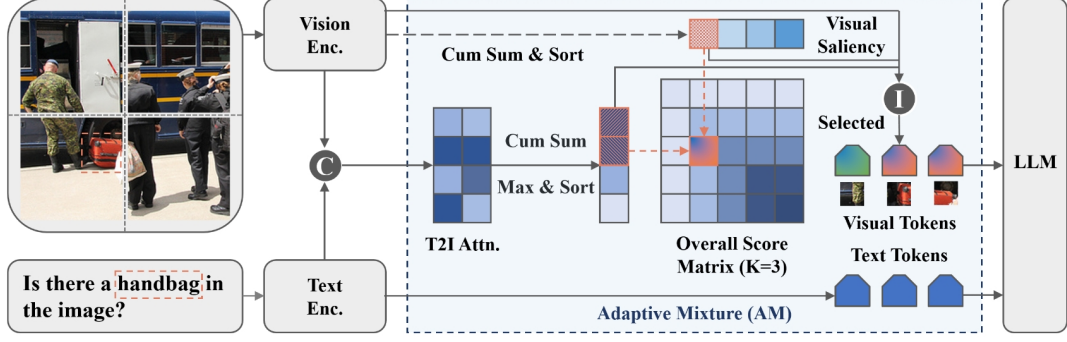 Vision
Enc.
Cum Sum & Sort
Visual
Saliency
I
Selected
C
Cum Sum
Max & Sort
LLM
T2I Attn.
Overall Score
Matrix (K=3)
Visual Tokens
Text Tokens
Is there a handbag in
the image?
Text
Enc.
Adaptive Mixture (AM)